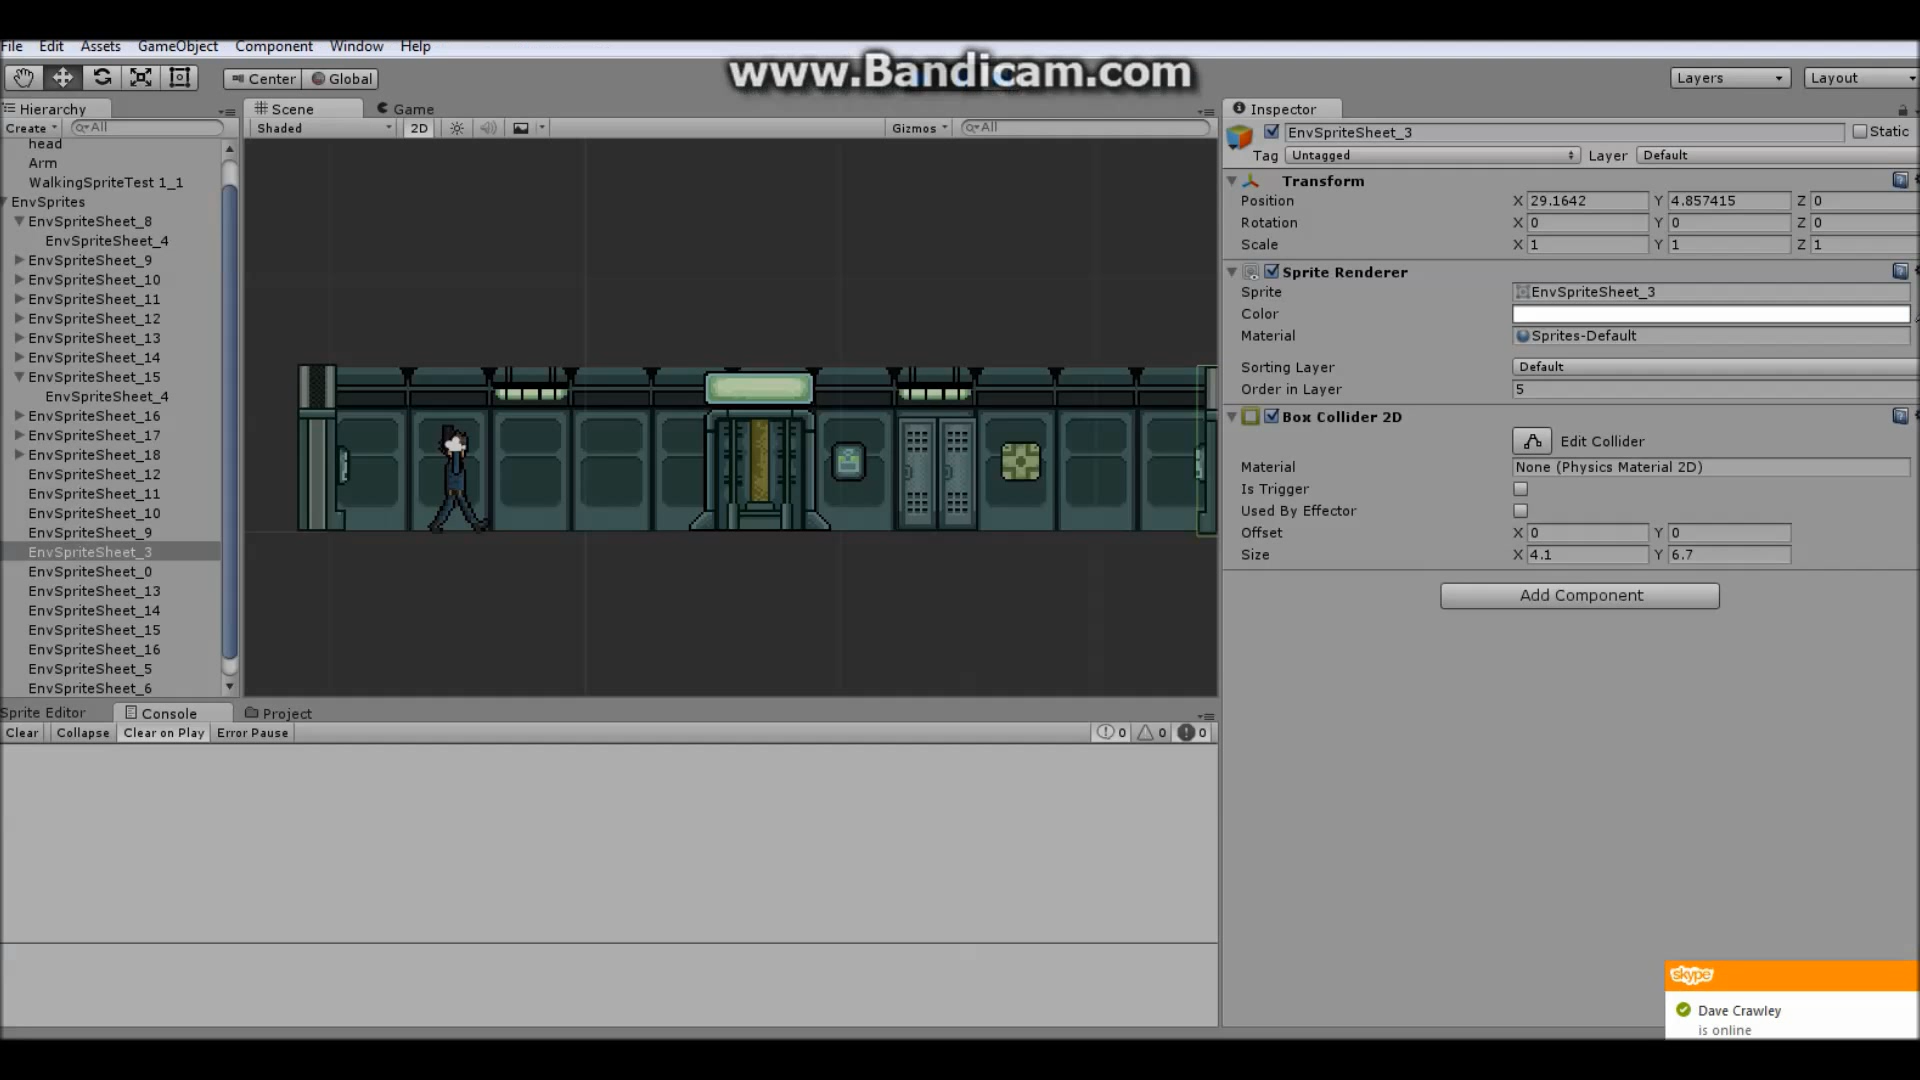 File Edit Assets GameObject Component Window Help
www.Bandicam.com
Center Global
Layers Layout
Hierarchy
Create All
head
Arm
WalkingSpriteTest 1_1
EnvSprites
EnvSpriteSheet_8
EnvSpriteSheet_4
EnvSpriteSheet_9
EnvSpriteSheet_10
EnvSpriteSheet_11
EnvSpriteSheet_12
EnvSpriteSheet_13
EnvSpriteSheet_14
EnvSpriteSheet_15
EnvSpriteSheet_4
EnvSpriteSheet_16
EnvSpriteSheet_17
EnvSpriteSheet_18
EnvSpriteSheet_12
EnvSpriteSheet_11
EnvSpriteSheet_10
EnvSpriteSheet_9
EnvSpriteSheet_3
EnvSpriteSheet_0
EnvSpriteSheet_13
EnvSpriteSheet_14
EnvSpriteSheet_15
EnvSpriteSheet_16
EnvSpriteSheet_5
EnvSpriteSheet_6
Scene Game
Shaded 2D Gizmos All
Inspector
EnvSpriteSheet_3 Static
Tag Untagged Layer Default
Transform
Position X 29.1642 Y 4.857415 Z 0
Rotation X 0 Y 0 Z 0
Scale X 1 Y 1 Z 1
Sprite Renderer
Sprite EnvSpriteSheet_3
Color
Material Sprites-Default
Sorting Layer Default
Order in Layer 5
Box Collider 2D
Edit Collider
Material None (Physics Material 2D)
Is Trigger
Used By Effector
Offset X 0 Y 0
Size X 4.1 Y 6.7
Add Component
Sprite Editor Console Project
Clear Collapse Clear on Play Error Pause 0 0 0
skype
Dave Crawley
is online